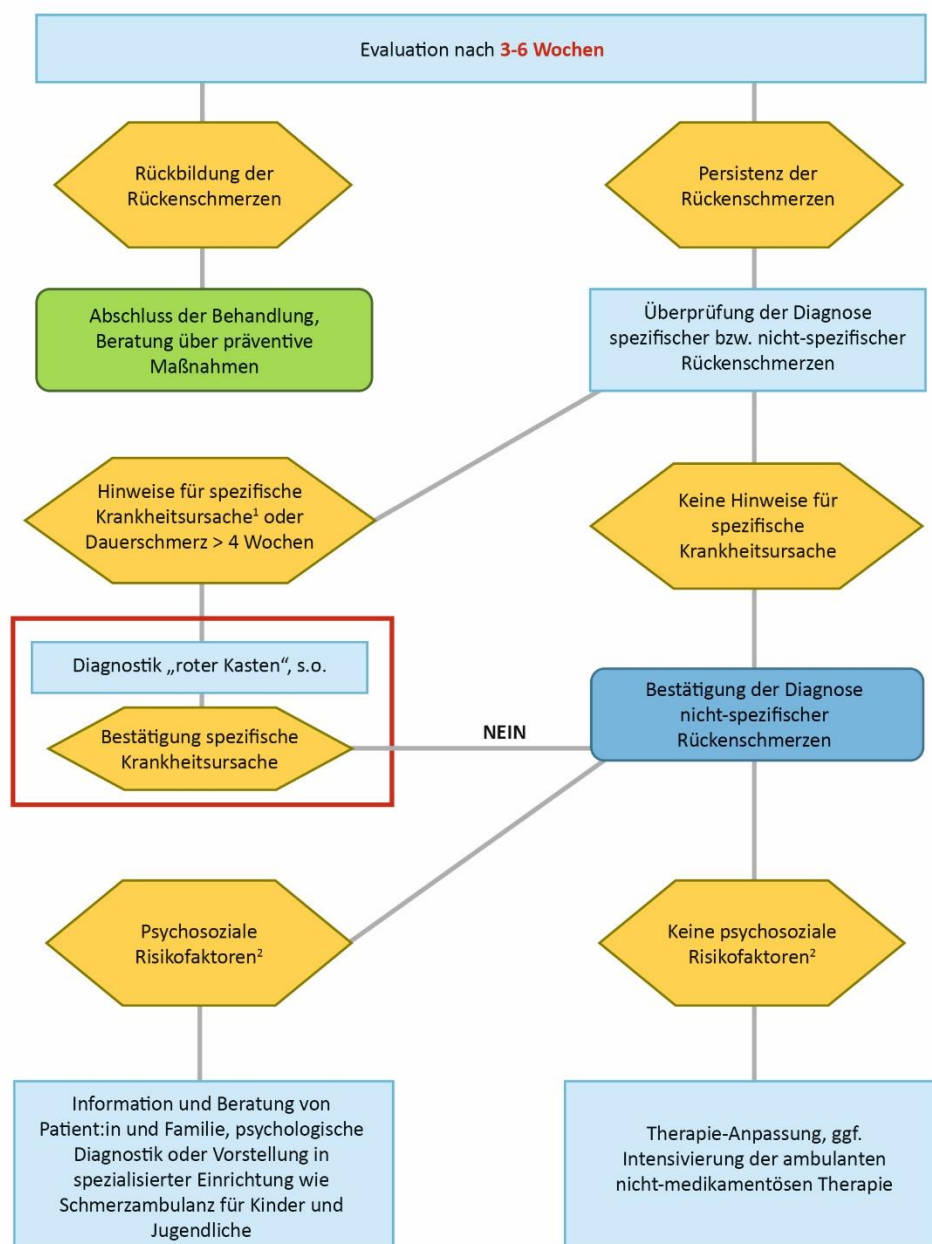 Evaluation nach 3-6 Wochen
Rückbildung der
Rückenschmerzen
Persistenz der
Rückenschmerzen
Abschluss der Behandlung,
Beratung über präventive
Maßnahmen
Überprüfung der Diagnose
spezifischer bzw. nicht-spezifischer
Rückenschmerzen
Hinweise für spezifische
Krankheitsursache¹ oder
Dauerschmerz > 4 Wochen
Keine Hinweise für
spezifische
Krankheitsursache
Diagnostik „roter Kasten“, s.o.
Bestätigung spezifische
Krankheitsursache
NEIN
Bestätigung der Diagnose
nicht-spezifischer
Rückenschmerzen
Psychosoziale
Risikofaktoren²
Keine psychosoziale
Risikofaktoren²
Information und Beratung von
Patient:in und Familie, psychologische
Diagnostik oder Vorstellung in
spezialisierter Einrichtung wie
Schmerzambulanz für Kinder und
Jugendliche
Therapie-Anpassung, ggf.
Intensivierung der ambulanten
nicht-medikamentösen Therapie